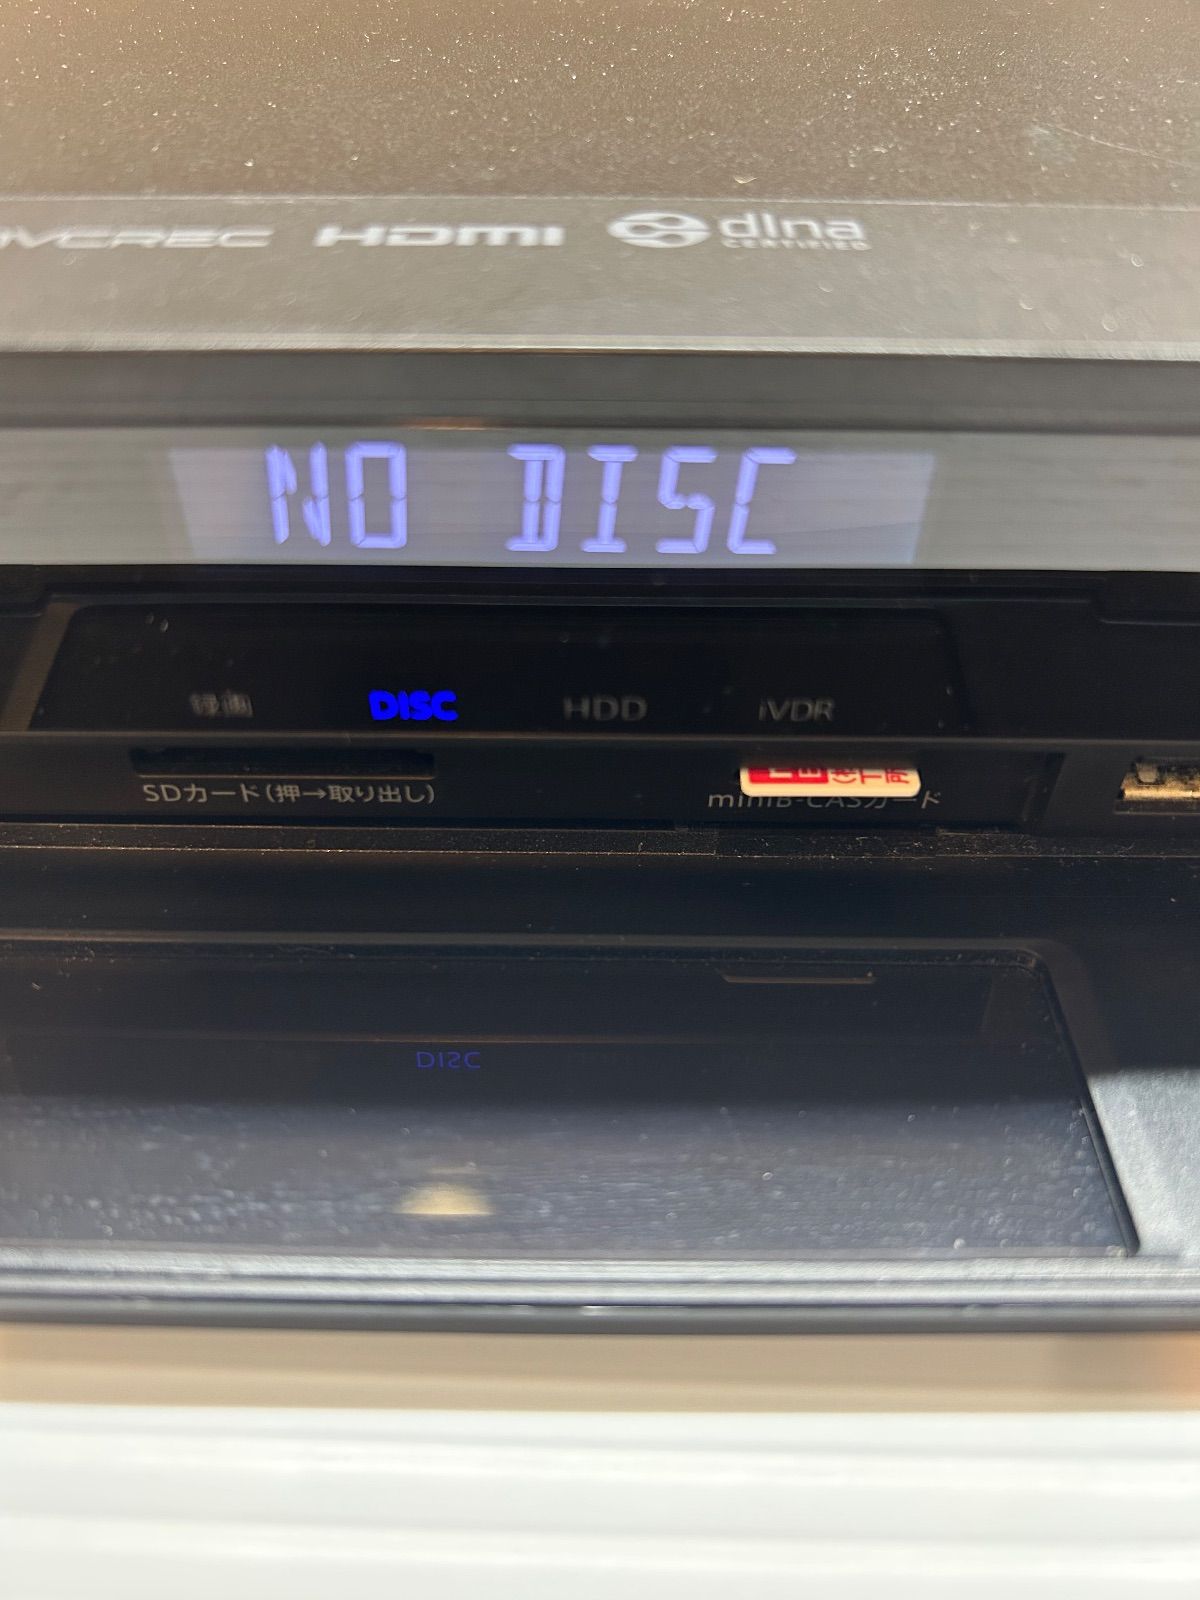 HDMI dlna
CERTIFIED
NO DISC
録画 DISC HDD iVDR
SDカード(押→取り出し) miniB-CASカード
DISC